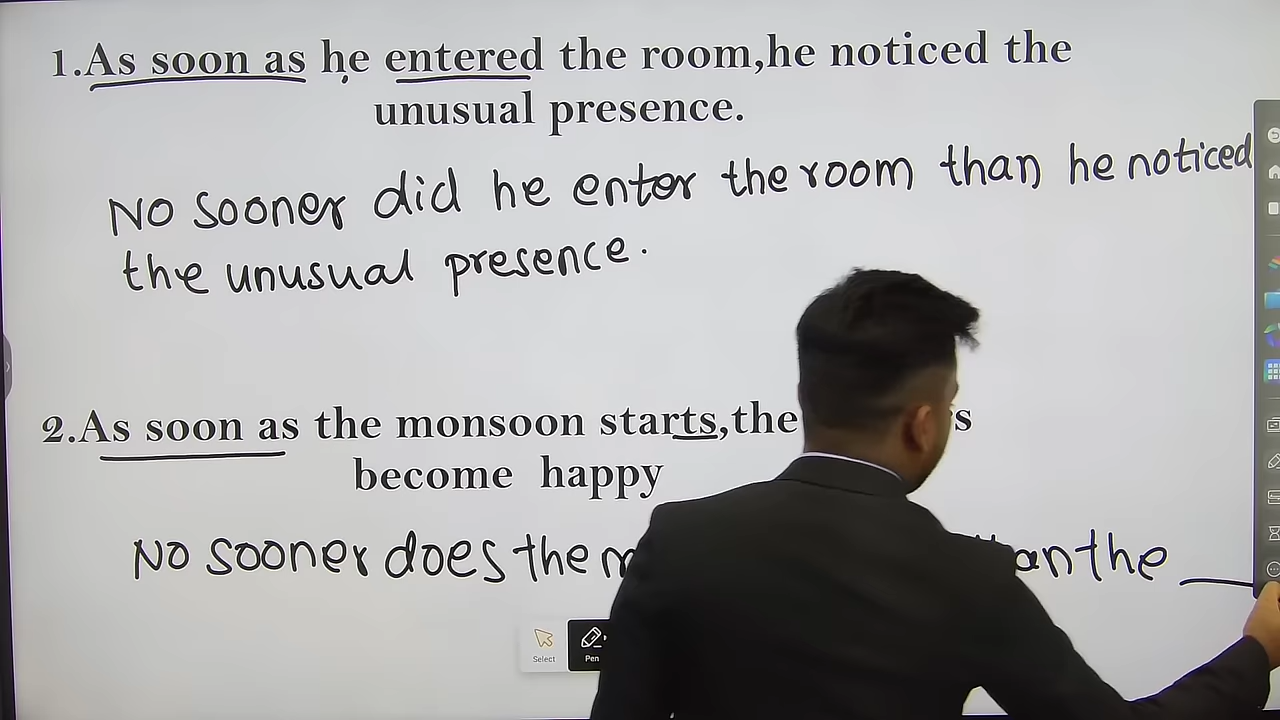 1.As soon as he entered the room,he noticed the
unusual presence.
No sooner did he enter the room than he noticed
the unusual presence.
2.As soon as the monsoon starts,the
become happy
No sooner does the the
Select
Pen